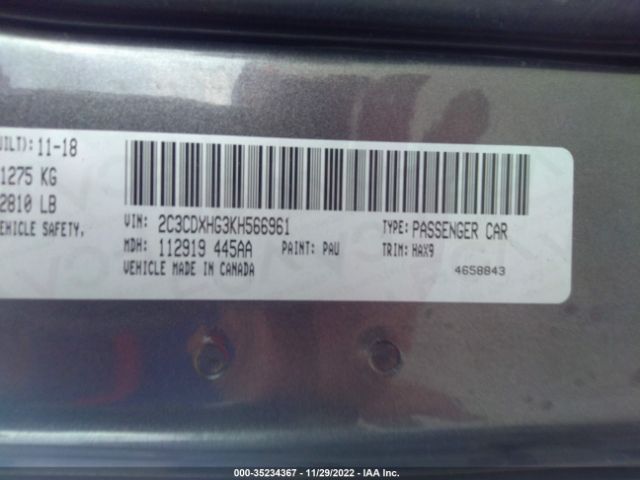 UILT): 11-18
1275 KG
2810 LB
EHICLE SAFETY,
VIN: 2C3CDXHG3KH566961
TYPE: PASSENGER CAR
MDH: 112919 445AA
PAINT: PAU
TRIM: HAX9
VEHICLE MADE IN CANADA
4658843
000-35234367 - 11/29/2022 - IAA Inc.